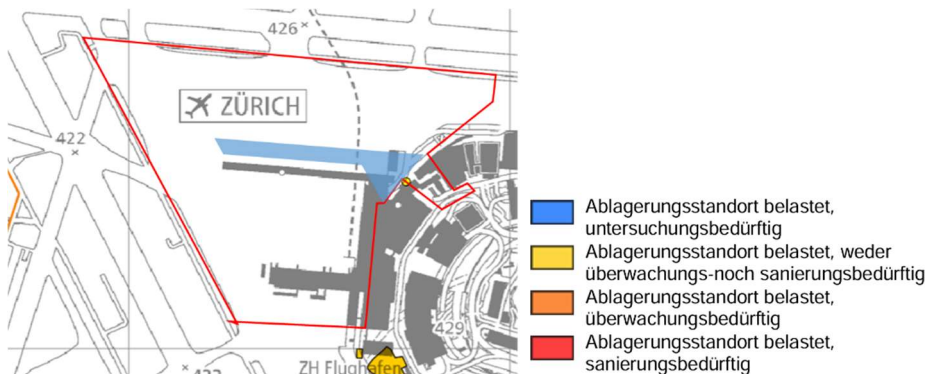 426
ZÜRICH
422
429
ZH Flughafen
Ablagerungsstandort belastet,
untersuchungsbedürftig
Ablagerungsstandort belastet, weder
überwachungs-noch sanierungsbedürftig
Ablagerungsstandort belastet,
überwachungsbedürftig
Ablagerungsstandort belastet,
sanierungsbedürftig